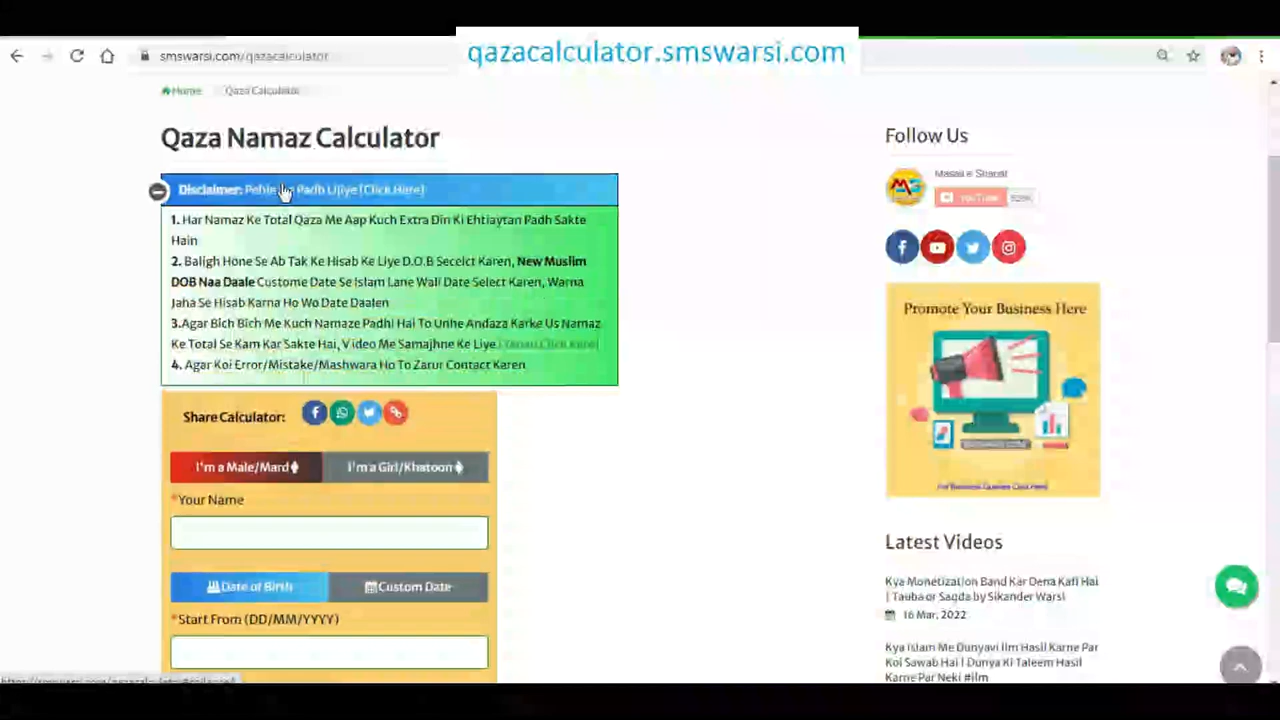 qazacalculator.smswarsi.com
smswarsi.com/qazacalculator
Home
Qaza Calculator
Qaza Namaz Calculator
Disclaimer: Pehle Padh Lijiye [Click Here]
1. Har Namaz Ke Total Qaza Me Aap Kuch Extra Din Ki Ehtiaytan Padh Sakte
Hain
2. Baligh Hone Se Ab Tak Ke Hisab Ke Liye D.O.B Secelct Karen, New Muslim
DOB Naa Daale Custome Date Se Islam Lane Wali Date Select Karen, Warna
Jaha Se Hisab Karna Ho Wo Date Daalen
3.Agar Bich Bich Me Kuch Namaze Padhi Hai To Unhe Andaza Karke Us Namaz
Ke Total Se Kam Kar Sakte Hai, Video Me Samajhne Ke Liye
4. Agar Koi Error/Mistake/Mashwara Ho To Zarur Contact Karen
Share Calculator:
I'm a Male/Mard
I'm a Girl/Khatoon
*Your Name
Date of Birth
Custom Date
*Start From (DD/MM/YYYY)
Follow Us
Masail e Shariat
YouTube
Promote Your Business Here
Latest Videos
Kya Monetization Band Kar Dena Kafi Hai
| Tauba or Saqda by Sikander Warsi
16 Mar, 2022
Kya Islam Me Dunyavi Ilm Hasil Karne Par
Koi Sawab Hai | Dunya Ki Taleem Hasil
Karne Par Neki #ilm